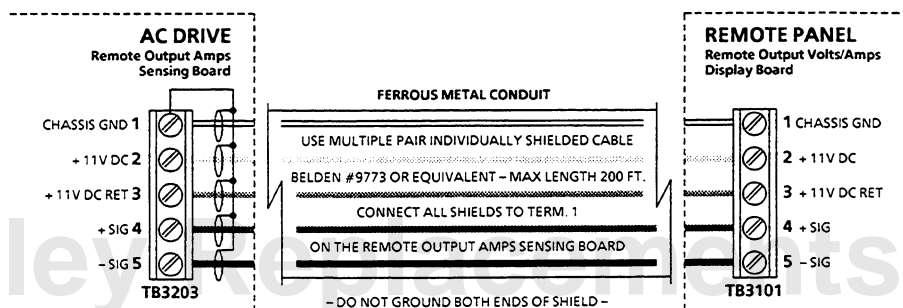 AC DRIVE
Remote Output Amps
Sensing Board
REMOTE PANEL
Remote Output Volts/Amps
Display Board
FERROUS METAL CONDUIT
CHASSIS GND 1
1 CHASSIS GND
USE MULTIPLE PAIR INDIVIDUALLY SHIELDED CABLE
+ 11V DC 2
2 + 11V DC
BELDEN #9773 OR EQUIVALENT – MAX LENGTH 200 FT.
+ 11V DC RET 3
3 + 11V DC RET
CONNECT ALL SHIELDS TO TERM. 1
+ SIG 4
4 + SIG
ON THE REMOTE OUTPUT AMPS SENSING BOARD
– SIG 5
5 – SIG
TB3203
TB3101
– DO NOT GROUND BOTH ENDS OF SHIELD –
ley Replacements